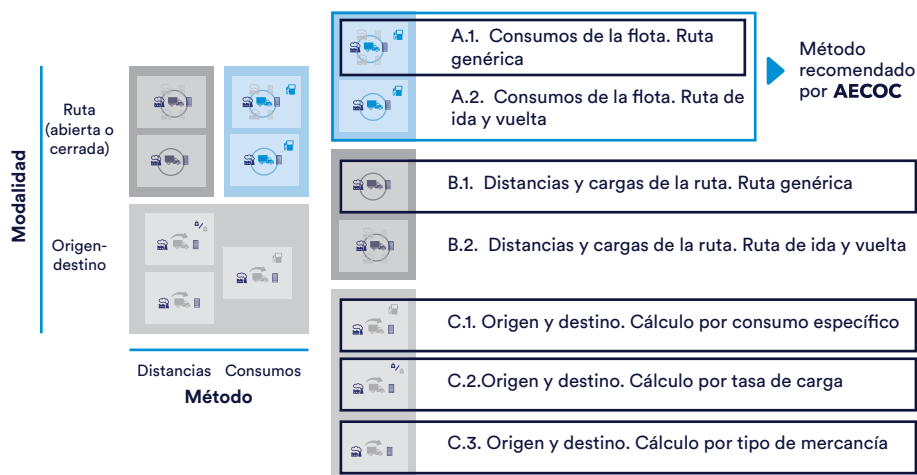 Modalidad
Ruta
(abierta o
cerrada)
Origen-
destino
Distancias Consumos
Método
A.1. Consumos de la flota. Ruta
genérica
A.2. Consumos de la flota. Ruta de
ida y vuelta
Método
recomendado
por AECOC
B.1. Distancias y cargas de la ruta. Ruta genérica
B.2. Distancias y cargas de la ruta. Ruta de ida y vuelta
C.1. Origen y destino. Cálculo por consumo específico
C.2.Origen y destino. Cálculo por tasa de carga
C.3. Origen y destino. Cálculo por tipo de mercancía